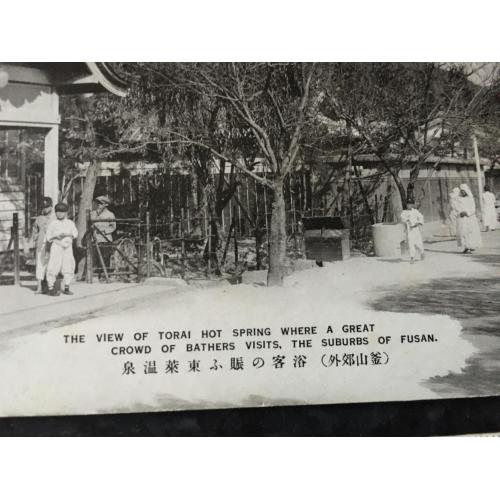 THE VIEW OF TORAI HOT SPRING WHERE A GREAT
CROWD OF BATHERS VISITS, THE SUBURBS OF FUSAN.
泉温萊東ふ賑の客浴 (外郊山釜)